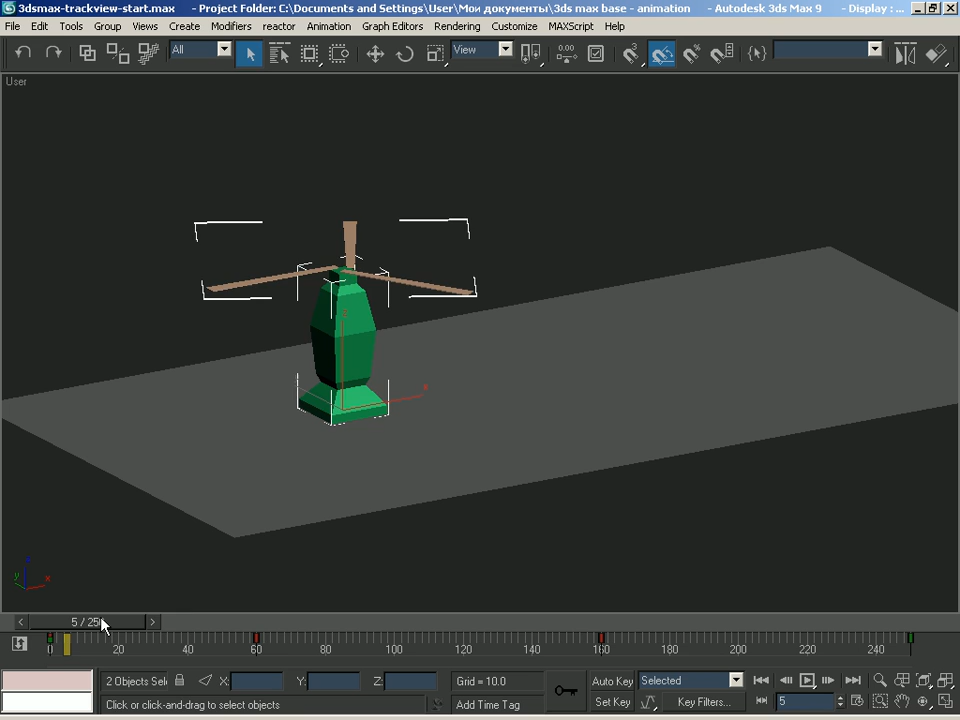 3dsmax-trackview-start.max - Project Folder: C:\Documents and Settings\User\Мои документы\3ds max base - animation - Autodesk 3ds Max 9 - Display : ...
File Edit Tools Group Views Create Modifiers reactor Animation Graph Editors Rendering Customize MAXScript Help
All View
User
z
x
y x
5 / 250
0 20 40 60 80 100 120 140 160 180 200 220 240
2 Objects Sel X: Y: Z: Grid = 10.0 Auto Key Selected
Click or click-and-drag to select objects Add Time Tag Set Key Key Filters... 5